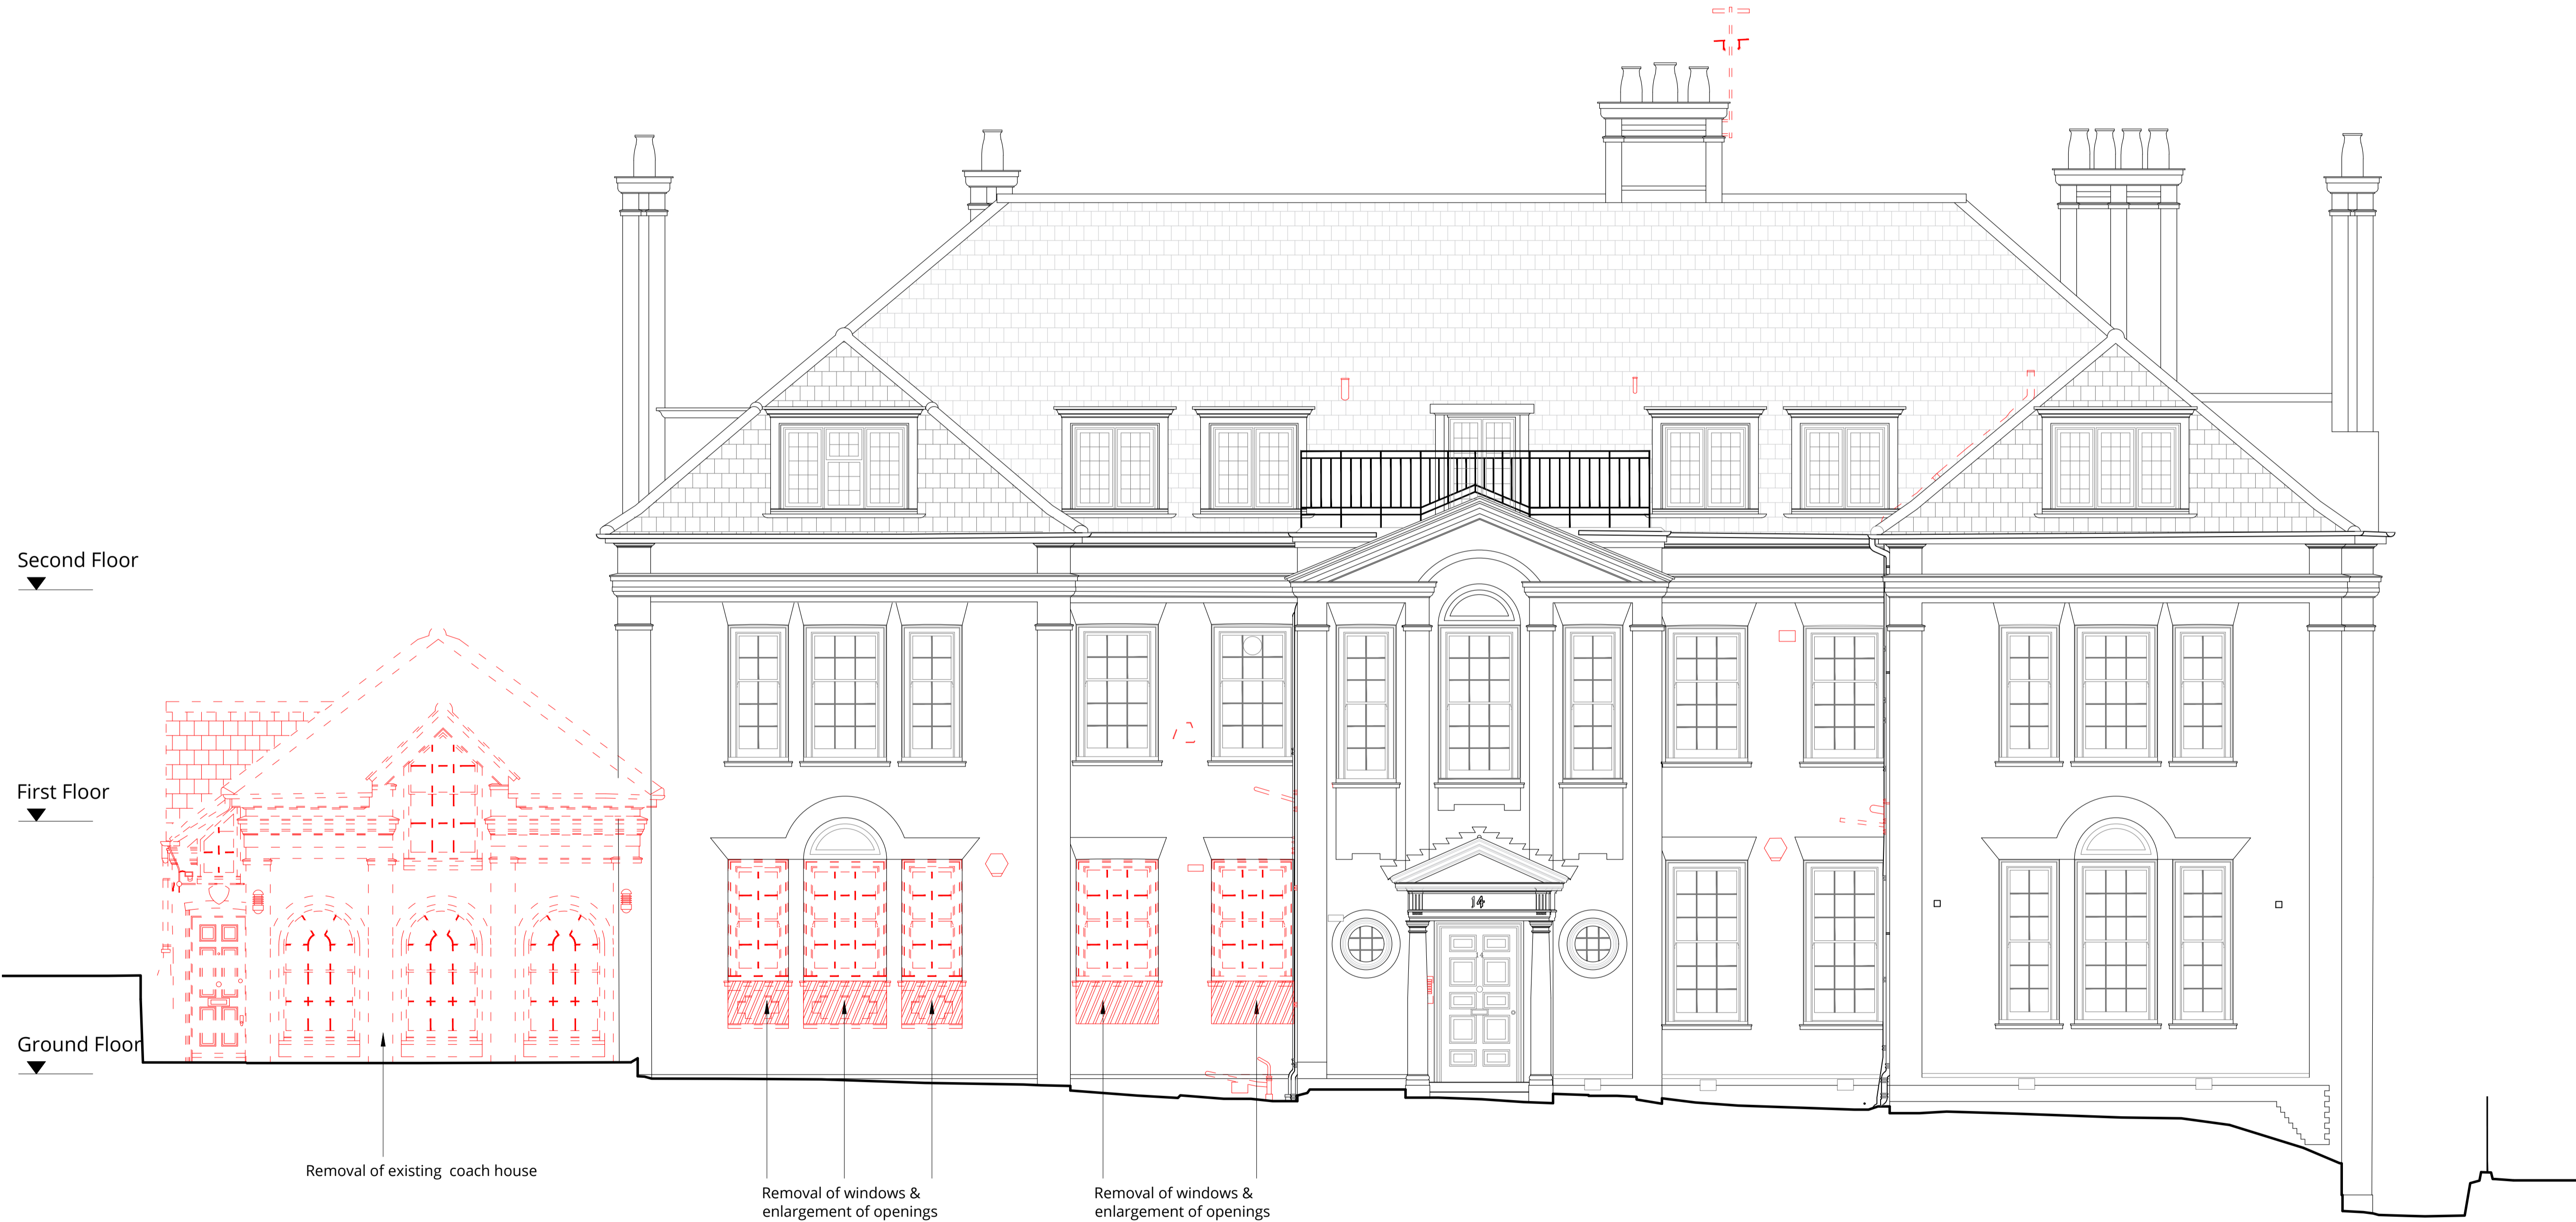 Second Floor
First Floor
Ground Floor
14
14
Removal of existing coach house
Removal of windows &
enlargement of openings
Removal of windows &
enlargement of openings